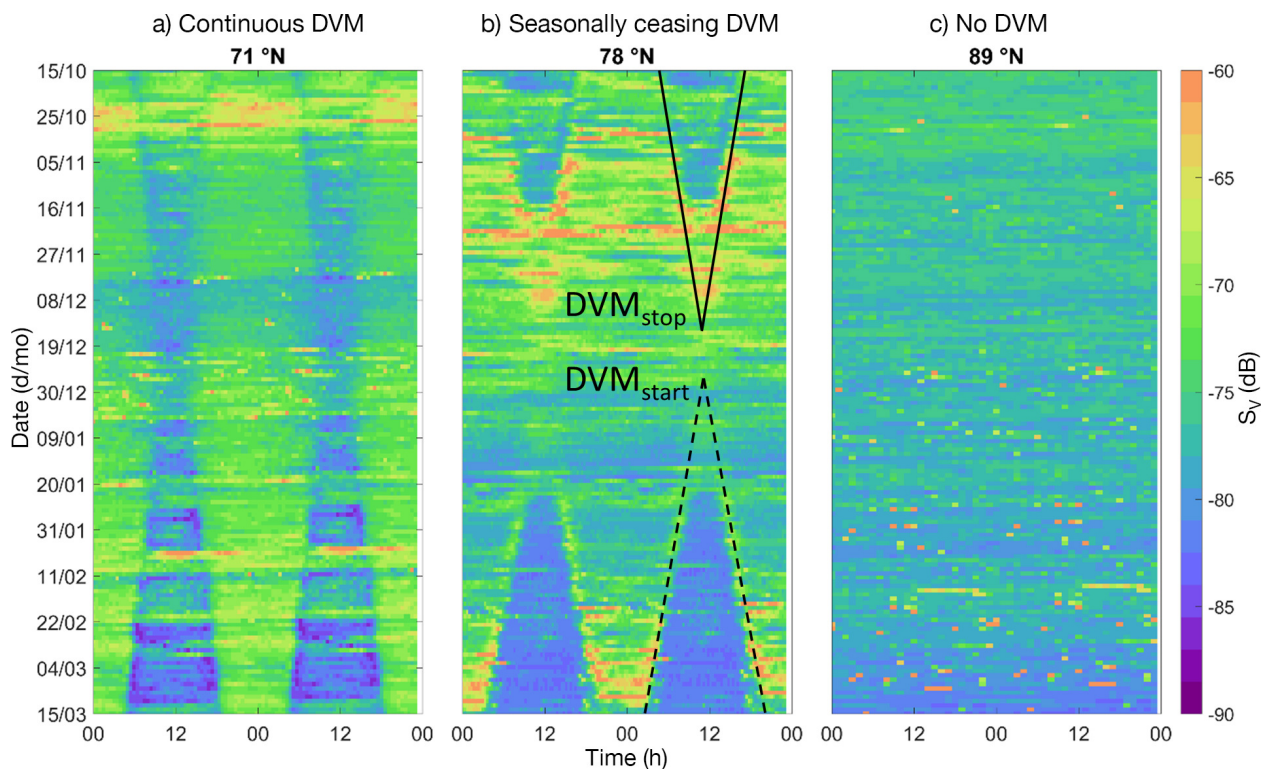 a) Continuous DVM
71 °N
b) Seasonally ceasing DVM
78 °N
c) No DVM
89 °N
Date (d/mo)
15/10
25/10
05/11
16/11
27/11
08/12
19/12
30/12
09/01
20/01
31/01
11/02
22/02
04/03
15/03
DVMstop
DVMstart
00 12 00 12 00
00 12 00 12 00
00 12 00 12 00
Time (h)
-60
-65
-70
-75
-80
-85
-90
SV (dB)